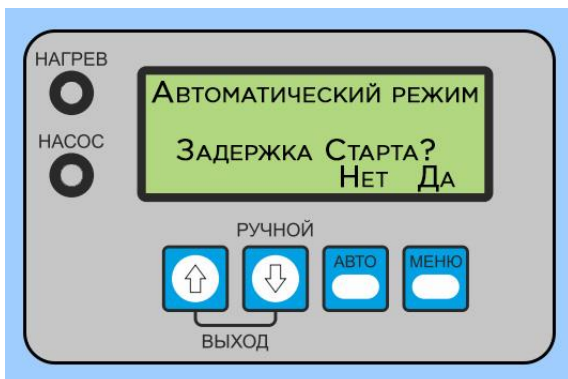 НАГРЕВ
Автоматический режим
НАСОС
Задержка Старта?
Нет Да
РУЧНОЙ
АВТО МЕНЮ
ВЫХОД